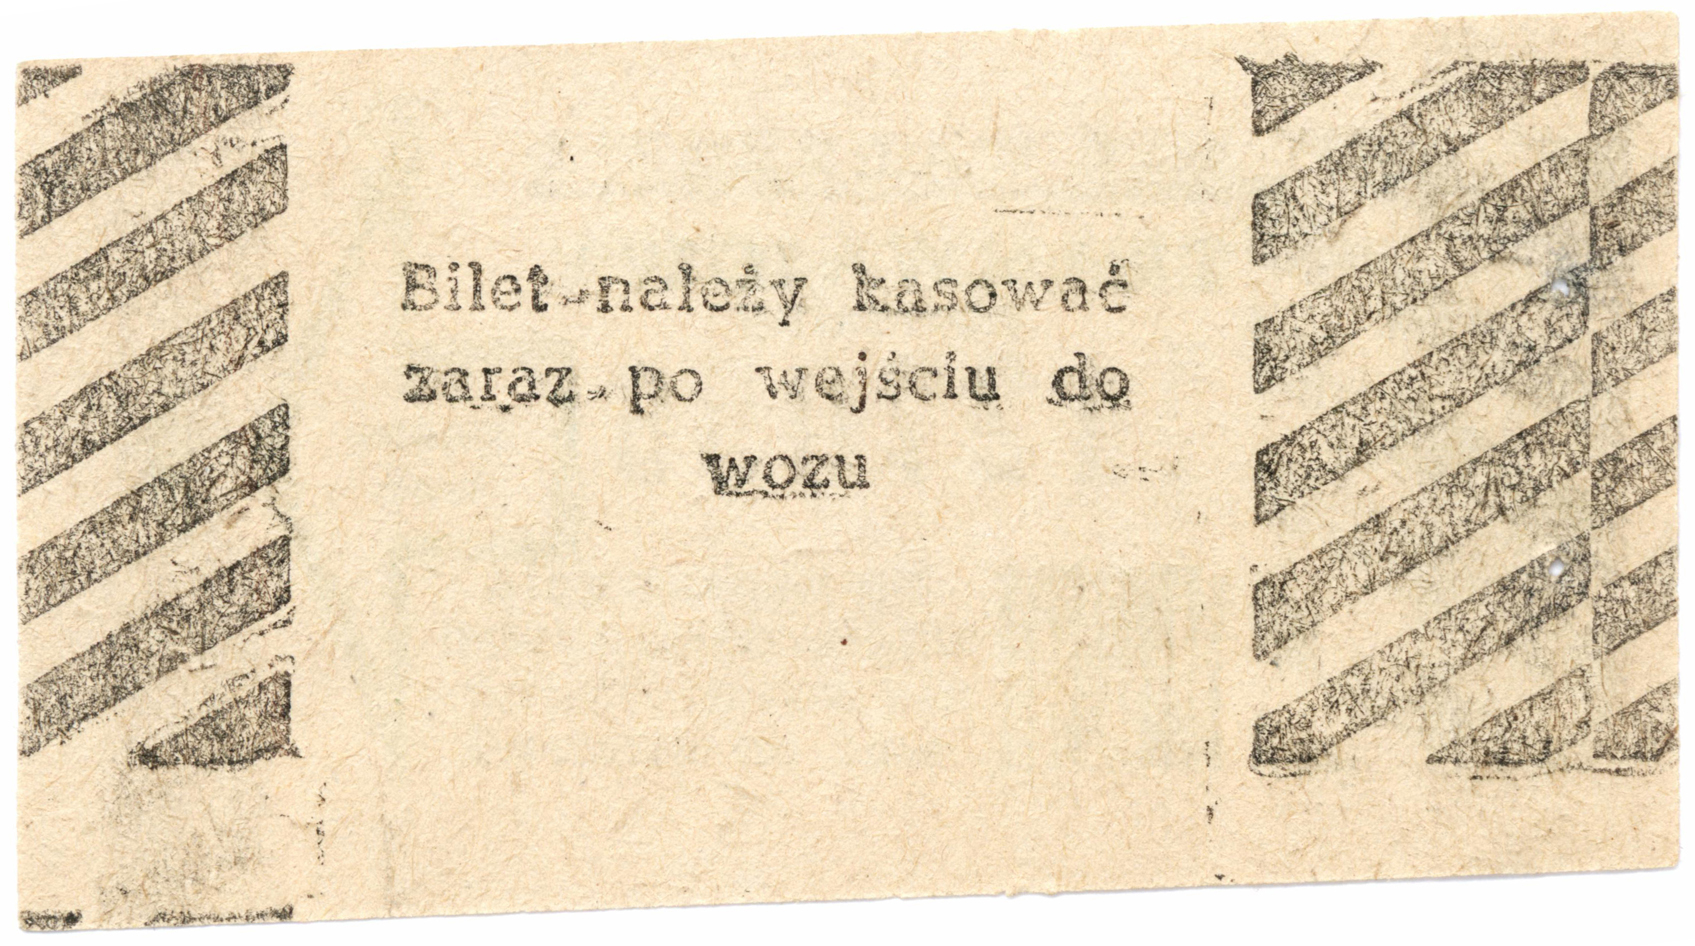 Bilet należy kasować
zaraz po wejściu do
wozu